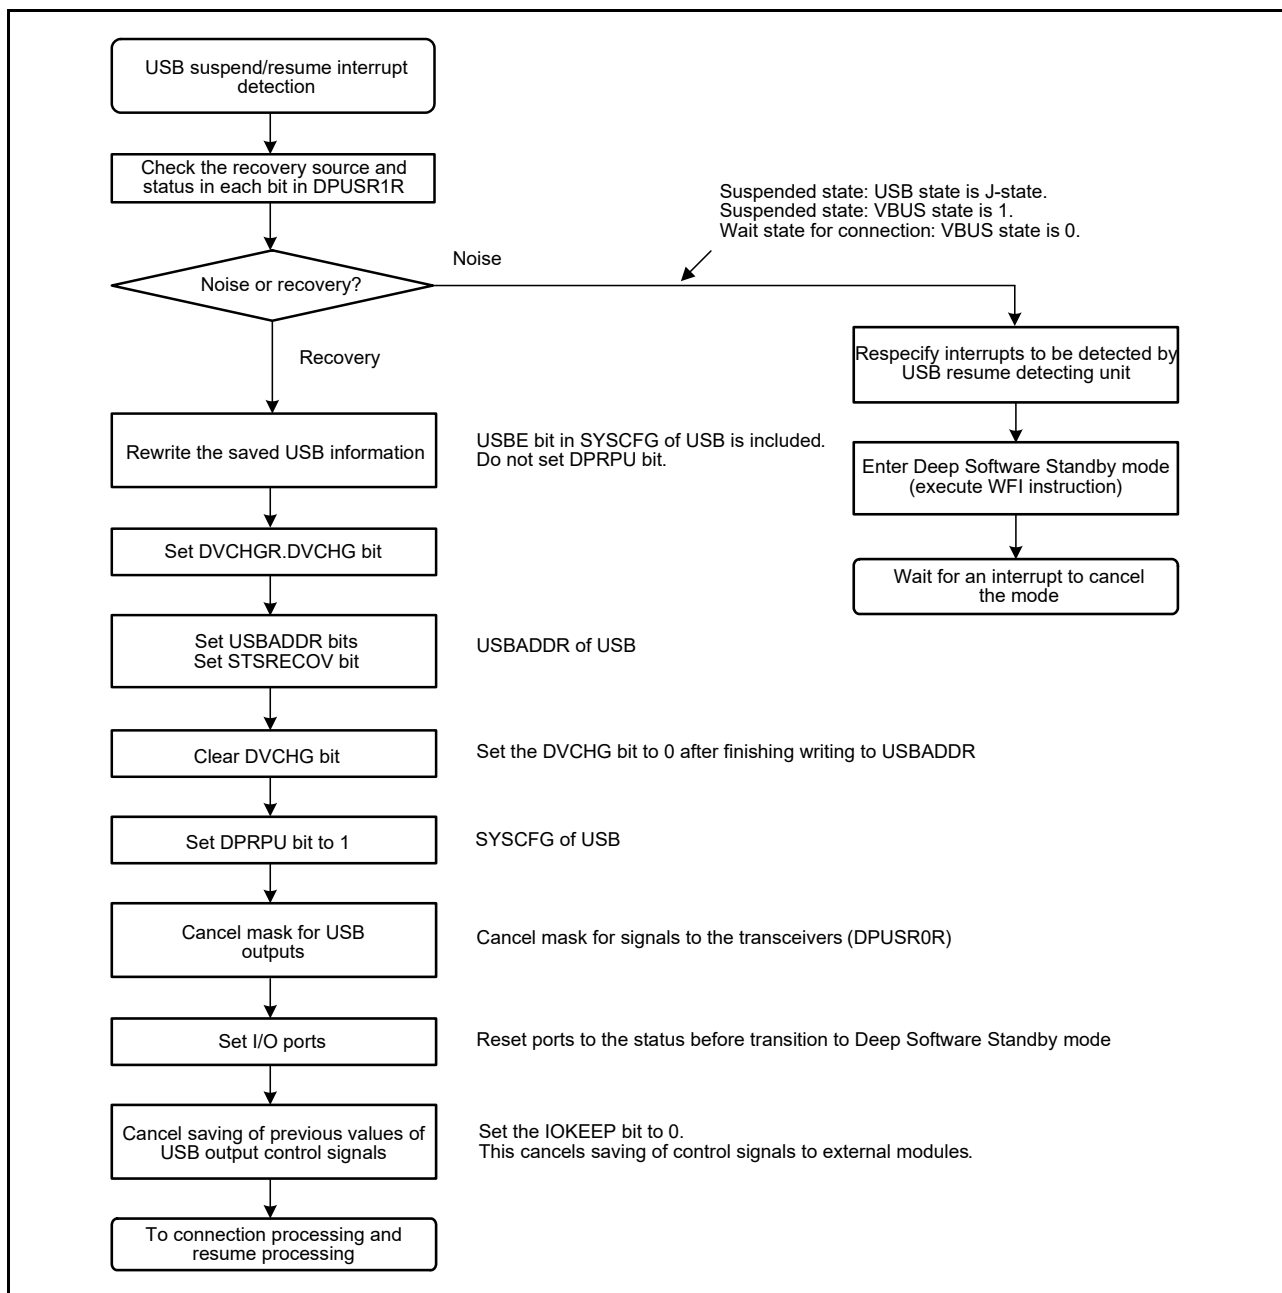 USB suspend/resume interrupt
detection
Check the recovery source and
status in each bit in DPUSR1R
Suspended state: USB state is J-state.
Suspended state: VBUS state is 1.
Wait state for connection: VBUS state is 0.
Noise
Noise or recovery?
Recovery
Respecify interrupts to be detected by
USB resume detecting unit
Enter Deep Software Standby mode
(execute WFI instruction)
Wait for an interrupt to cancel
the mode
Rewrite the saved USB information
USBE bit in SYSCFG of USB is included.
Do not set DPRPU bit.
Set DVCHGR.DVCHG bit
Set USBADDR bits
Set STSRECOV bit
USBADDR of USB
Clear DVCHG bit
Set the DVCHG bit to 0 after finishing writing to USBADDR
Set DPRPU bit to 1
SYSCFG of USB
Cancel mask for USB
outputs
Cancel mask for signals to the transceivers (DPUSR0R)
Set I/O ports
Reset ports to the status before transition to Deep Software Standby mode
Cancel saving of previous values of
USB output control signals
Set the IOKEEP bit to 0.
This cancels saving of control signals to external modules.
To connection processing and
resume processing